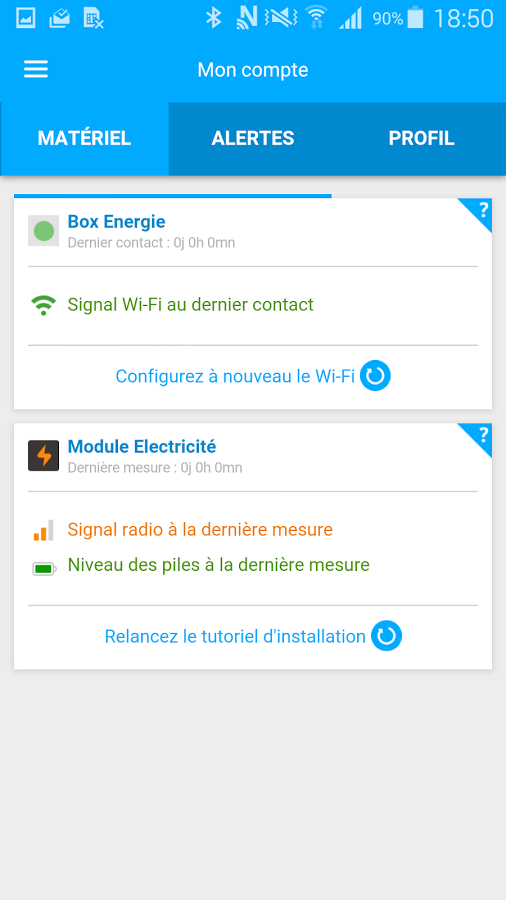 90% 18:50
Mon compte
MATÉRIEL ALERTES PROFIL
?
Box Energie
Dernier contact : 0j 0h 0mn
Signal Wi-Fi au dernier contact
Configurez à nouveau le Wi-Fi
?
Module Electricité
Dernière mesure : 0j 0h 0mn
Signal radio à la dernière mesure
Niveau des piles à la dernière mesure
Relancez le tutoriel d'installation